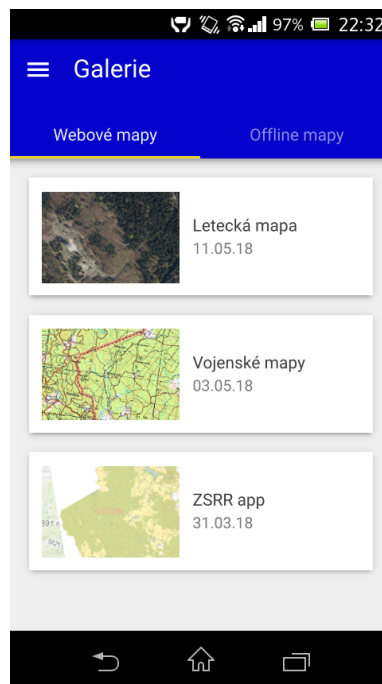 97% 22:32
Galerie
Webové mapy
Offline mapy
Letecká mapa
11.05.18
Vojenské mapy
03.05.18
ZSRR app
31.03.18